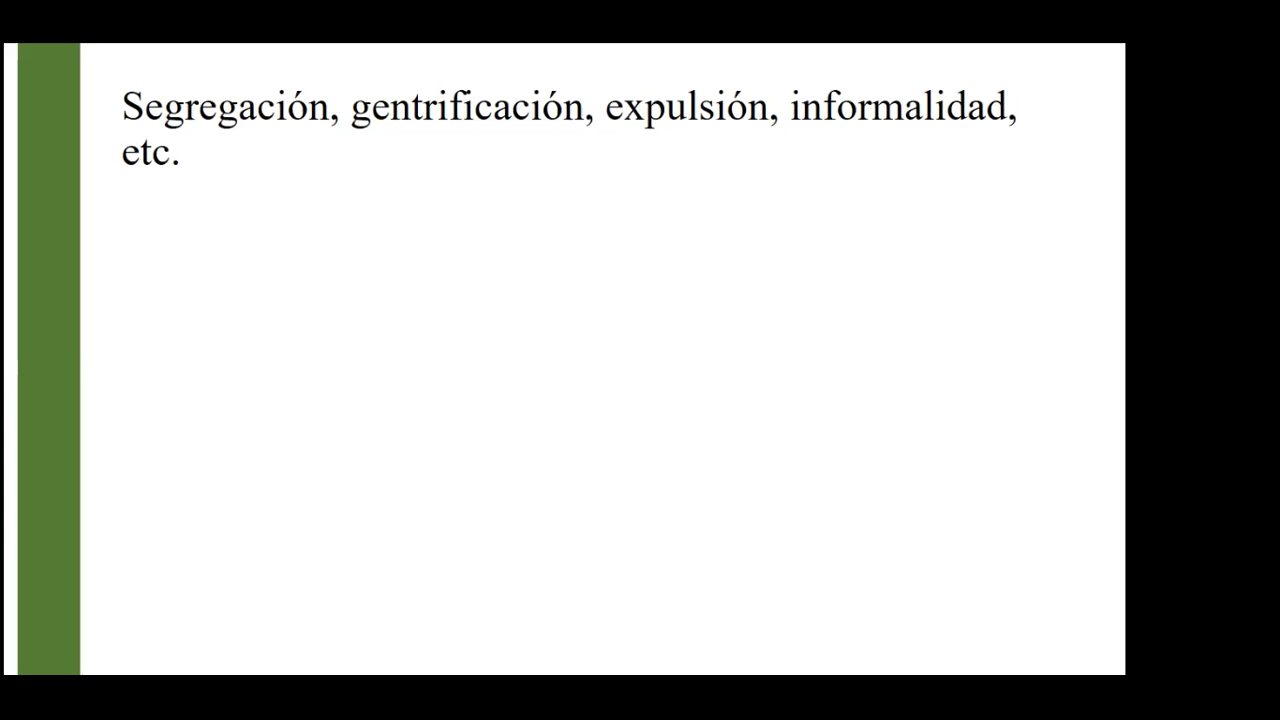 Segregación, gentrificación, expulsión, informalidad,
etc.